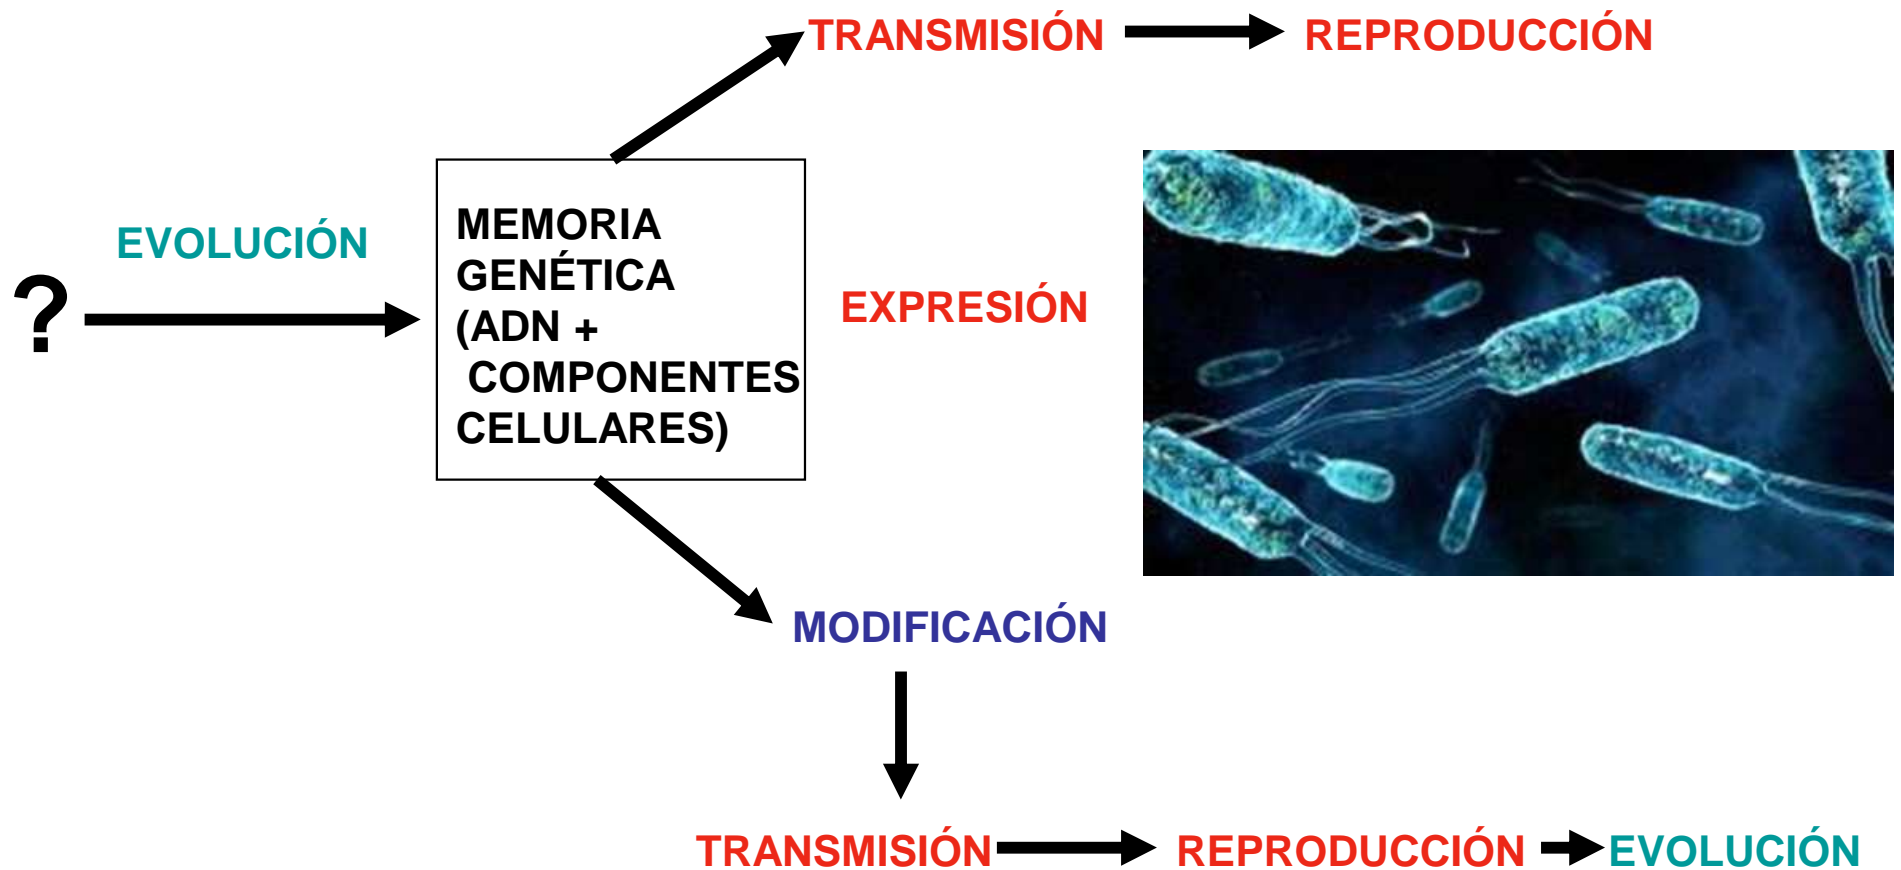 TRANSMISIÓN
REPRODUCCIÓN
EVOLUCIÓN
?
MEMORIA
GENÉTICA
(ADN +
COMPONENTES
CELULARES)
EXPRESIÓN
MODIFICACIÓN
TRANSMISIÓN
REPRODUCCIÓN
EVOLUCIÓN